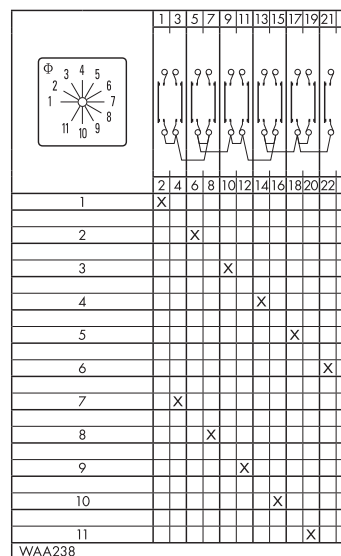 1 3 5 7 9 11 13 15 17 19 21
Φ
3 4 5
2 6
1 7
8
11 10 9
2 4 6 8 10 12 14 16 18 20 22
1 X
2 X
3 X
4 X
5 X
6 X
7 X
8 X
9 X
10 X
11 X
WAA238